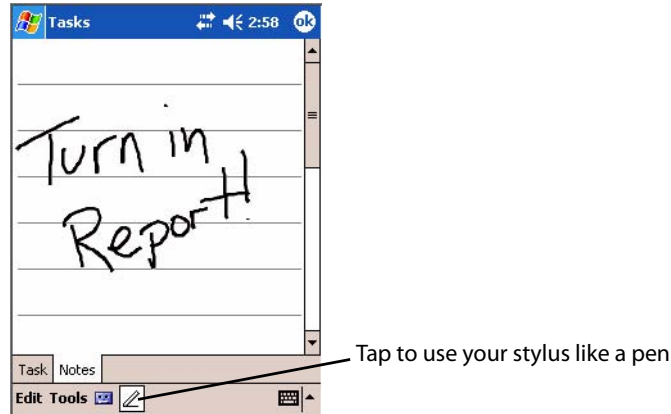 Tasks 2:58 ok
Turn in
Report!
Tap to use your stylus like a pen
Task Notes
Edit Tools